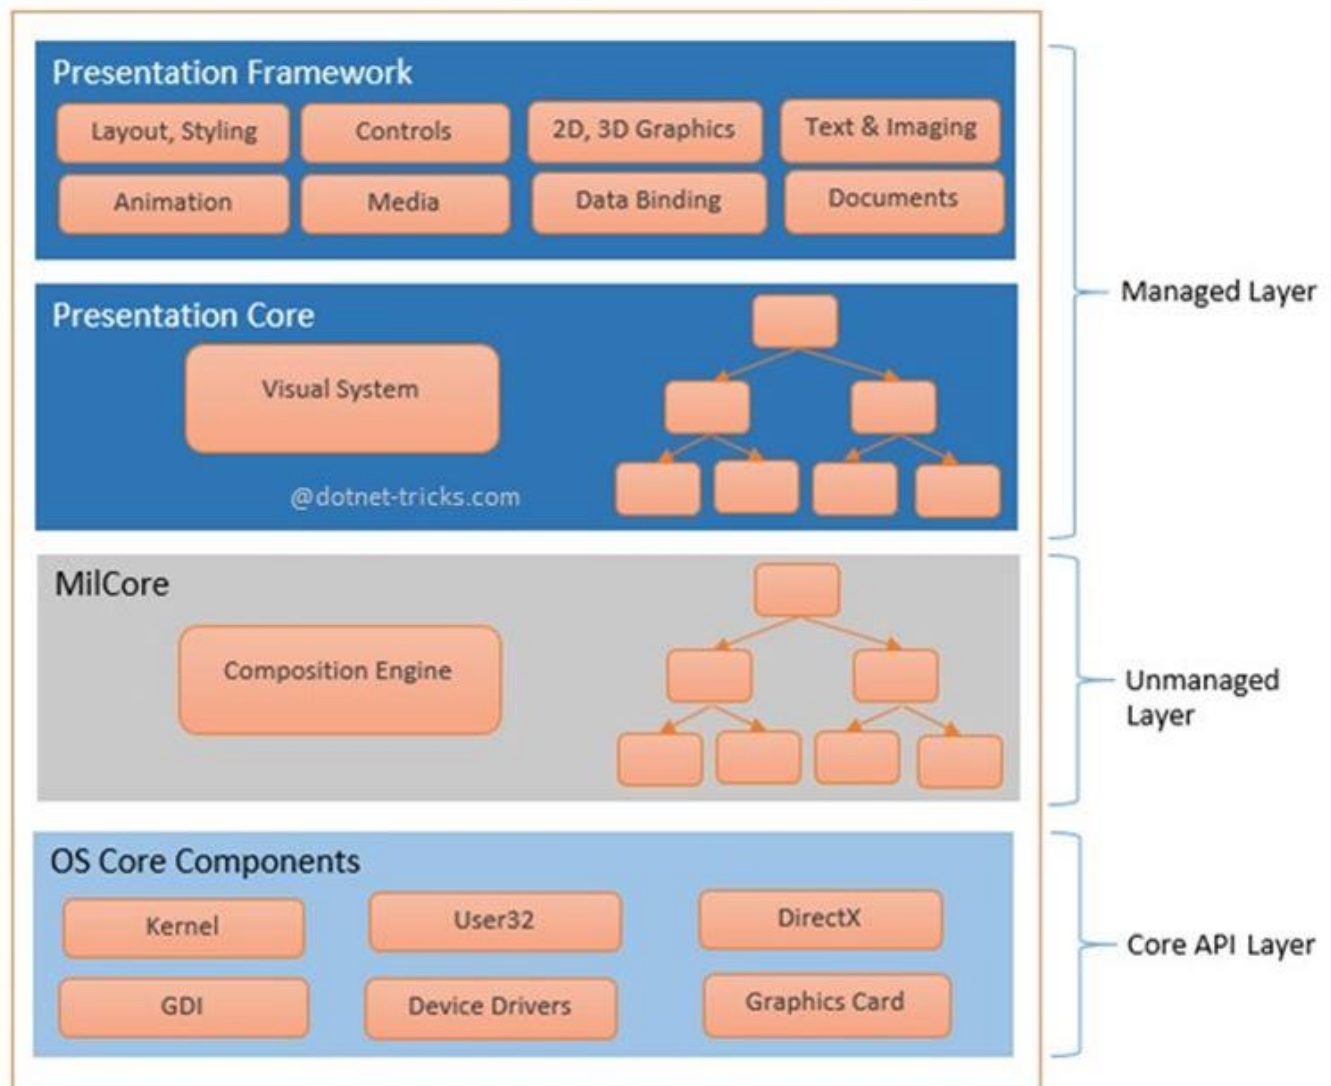 Presentation Framework
Layout, Styling
Controls
2D, 3D Graphics
Text & Imaging
Animation
Media
Data Binding
Documents
Managed Layer
Presentation Core
Visual System
@dotnet-tricks.com
MilCore
Composition Engine
Unmanaged
Layer
OS Core Components
Kernel
User32
DirectX
Core API Layer
GDI
Device Drivers
Graphics Card